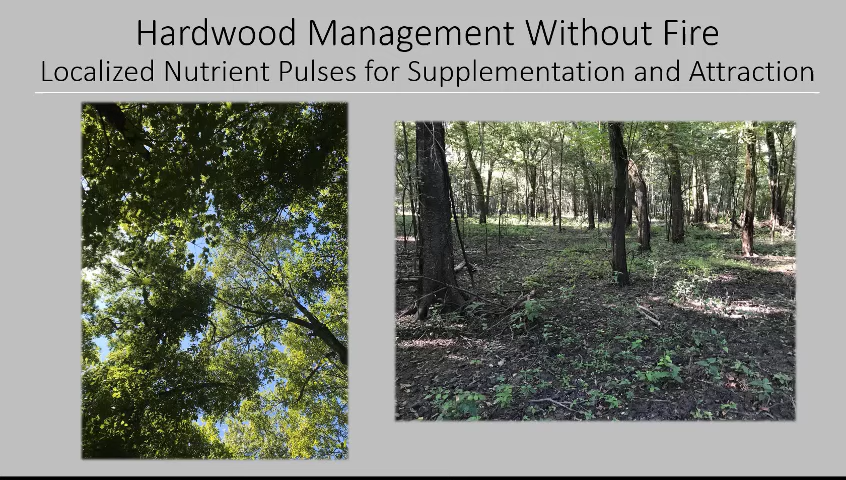 Hardwood Management Without Fire
Localized Nutrient Pulses for Supplementation and Attraction